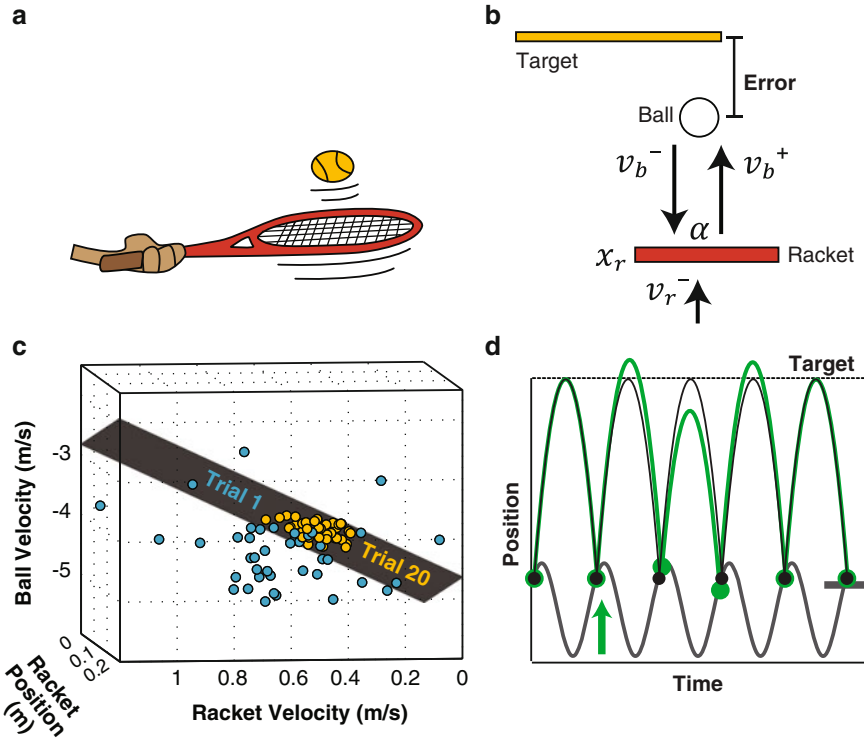 a
b
Target
Error
Ball
v_b^-
v_b^+
α
x_r
Racket
v_r^-
c
Ball Velocity (m/s)
-3
-4
-5
Trial 1
Trial 20
0
0.1
0.2
Racket
Position
(m)
1
0.8
0.6
0.4
0.2
0
Racket Velocity (m/s)
d
Target
Position
Time